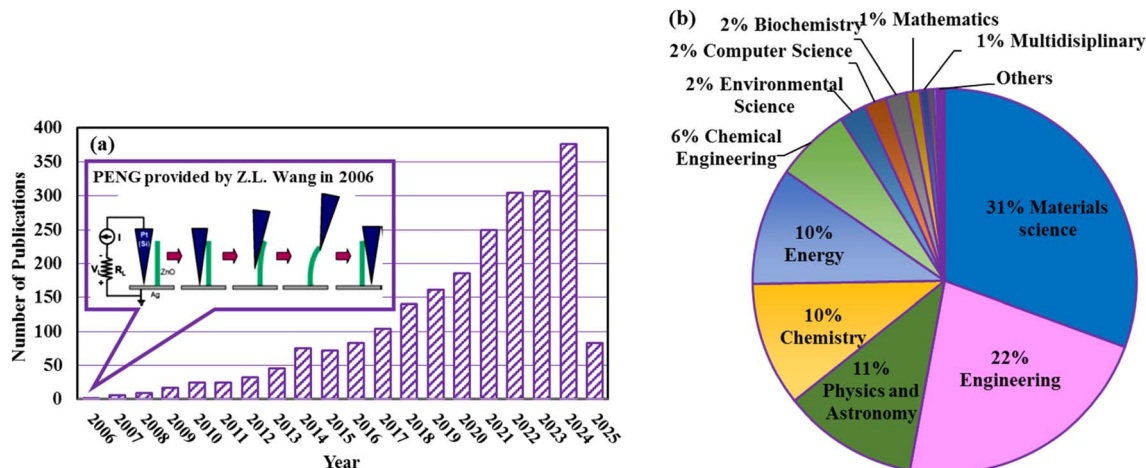 (a)
PENG provided by Z.L. Wang in 2006
I
Pt
(Si)
ZnO
-
R_L
+
Ag
Number of Publications
400
350
300
250
200
150
100
50
0
2006
2007
2008
2009
2010
2011
2012
2013
2014
2015
2016
2017
2018
2019
2020
2021
2022
2023
2024
2025
Year
(b)
1% Mathematics
2% Biochemistry
1% Multidisiplinary
2% Computer Science
Others
2% Environmental
Science
6% Chemical
Engineering
31% Materials
science
10%
Energy
10%
Chemistry
22%
Engineering
11%
Physics and
Astronomy